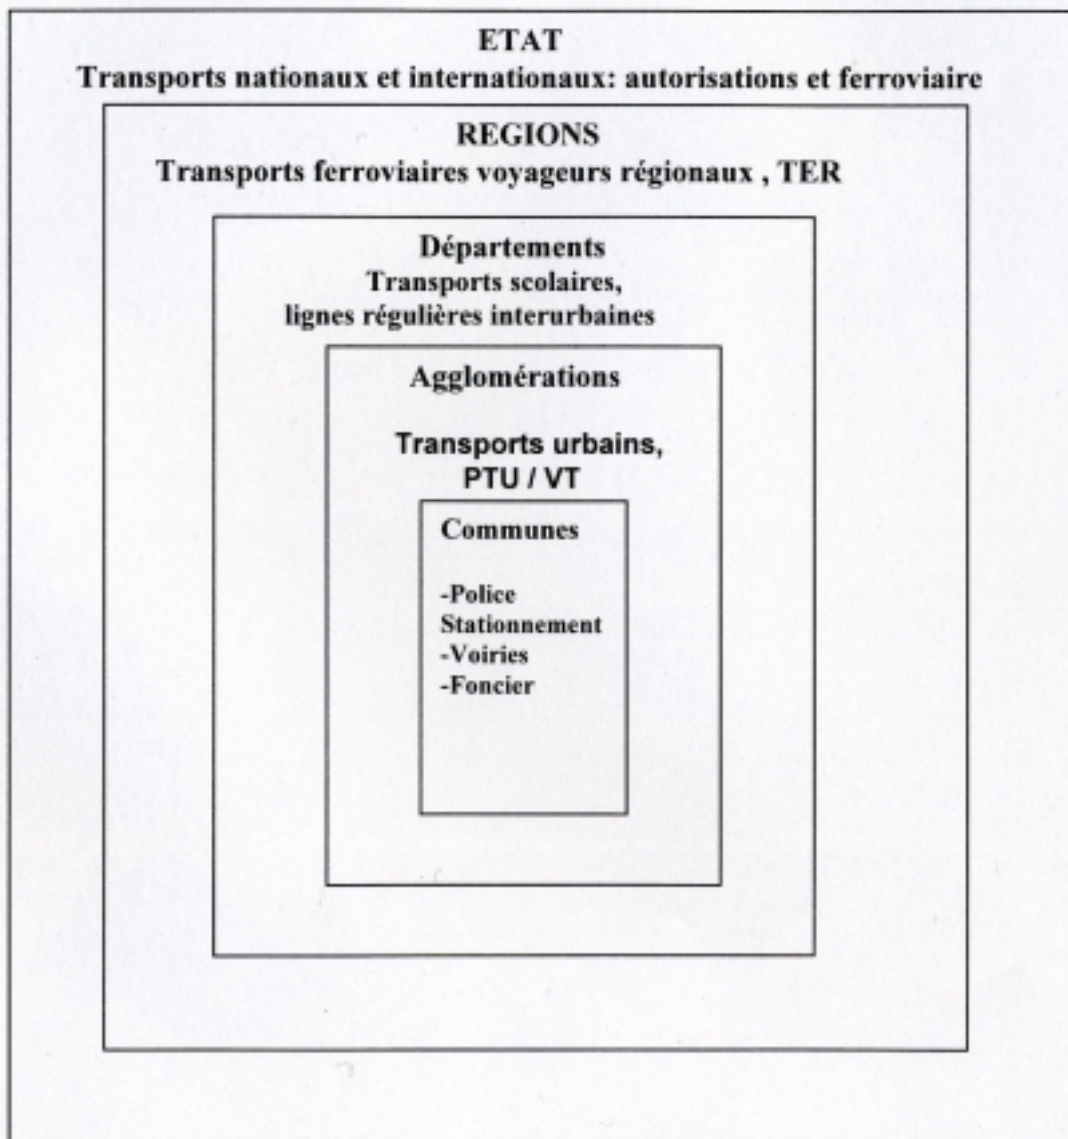 ETAT
Transports nationaux et internationaux: autorisations et ferroviaire
REGIONS
Transports ferroviaires voyageurs régionaux , TER
Départements
Transports scolaires,
lignes régulières interurbaines
Agglomérations
Transports urbains,
PTU / VT
Communes
-Police
Stationnement
-Voiries
-Foncier